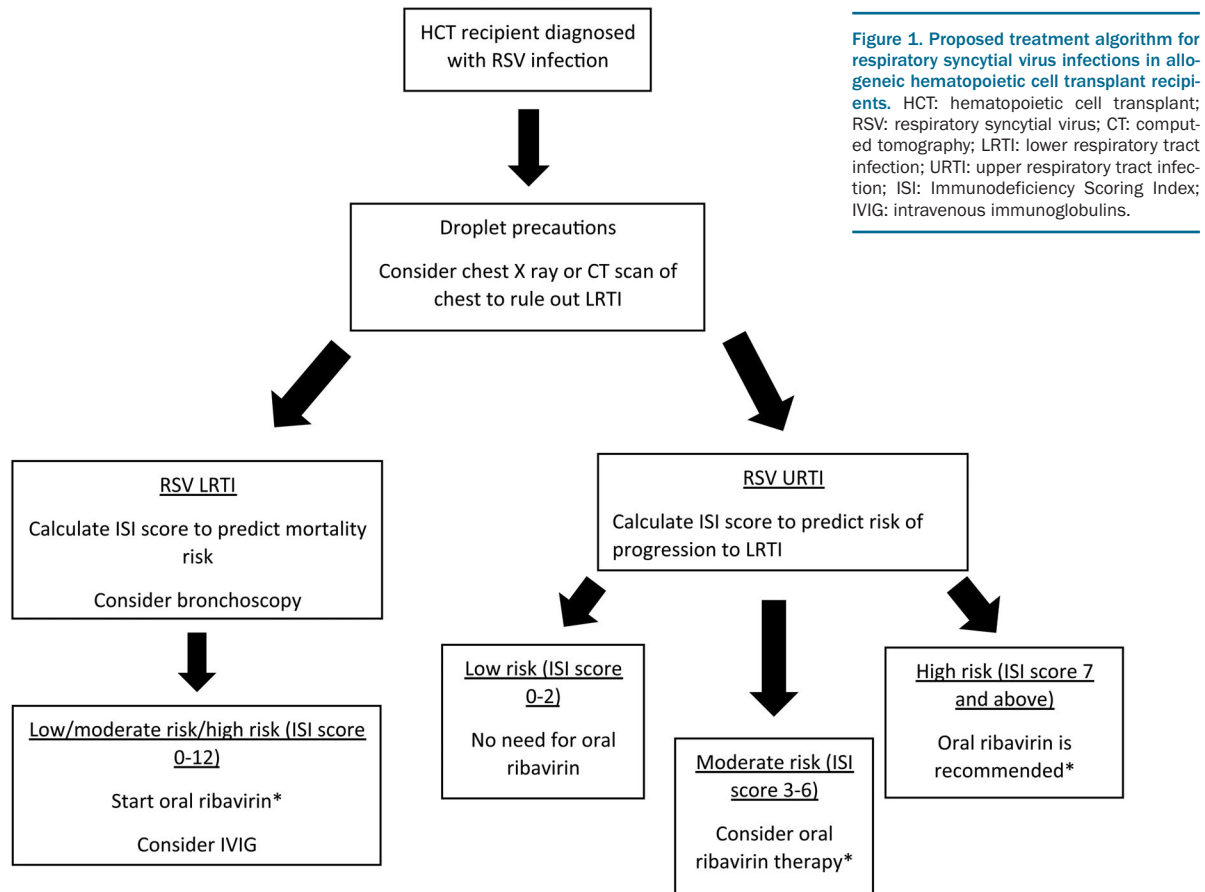 HCT recipient diagnosed
with RSV infection
Figure 1. Proposed treatment algorithm for
respiratory syncytial virus infections in allo-
geneic hematopoietic cell transplant recipi-
ents. HCT: hematopoietic cell transplant;
RSV: respiratory syncytial virus; CT: comput-
ed tomography; LRTI: lower respiratory tract
infection; URTI: upper respiratory tract infec-
tion; ISI: Immunodeficiency Scoring Index;
IVIG: intravenous immunoglobulins.
Droplet precautions
Consider chest X ray or CT scan of
chest to rule out LRTI
RSV LRTI
Calculate ISI score to predict mortality
risk
Consider bronchoscopy
RSV URTI
Calculate ISI score to predict risk of
progression to LRTI
Low/moderate risk/high risk (ISI score
0-12)
Start oral ribavirin*
Consider IVIG
Low risk (ISI score
0-2)
No need for oral
ribavirin
Moderate risk (ISI
score 3-6)
Consider oral
ribavirin therapy*
High risk (ISI score 7
and above)
Oral ribavirin is
recommended*